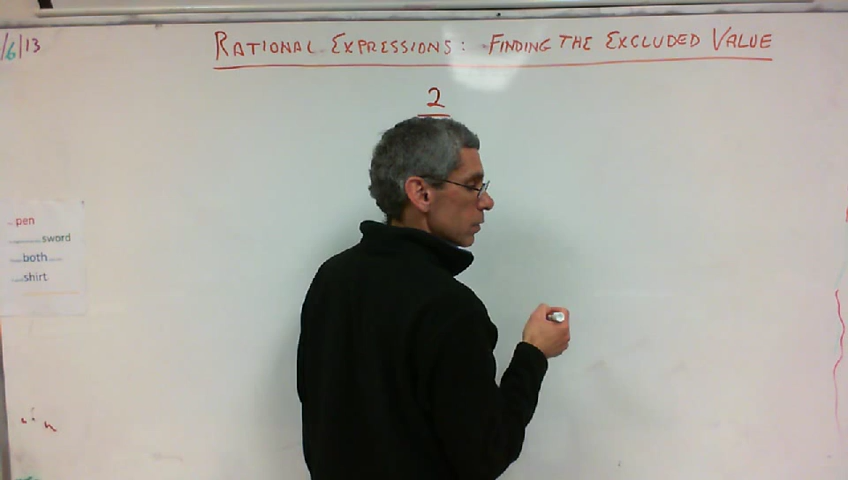 /6/13
RATIONAL EXPRESSIONS: FINDING THE EXCLUDED VALUE
2
pen
sword
both
shirt